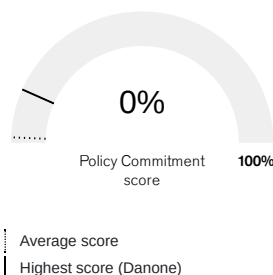 0%
Policy Commitment 100%
score
Average score
Highest score (Danone)